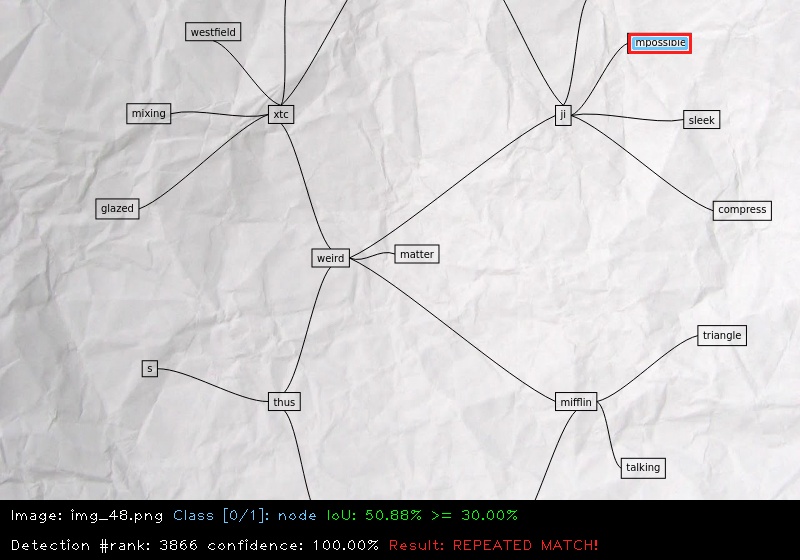 westfield
mpossible
mixing
xtc
ji
sleek
glazed
compress
weird
matter
triangle
s
thus
mifflin
talking
Image: img_48.png Class [0/1]: node IoU: 50.88% >= 30.00%
Detection #rank: 3866 confidence: 100.00% Result: REPEATED MATCH!